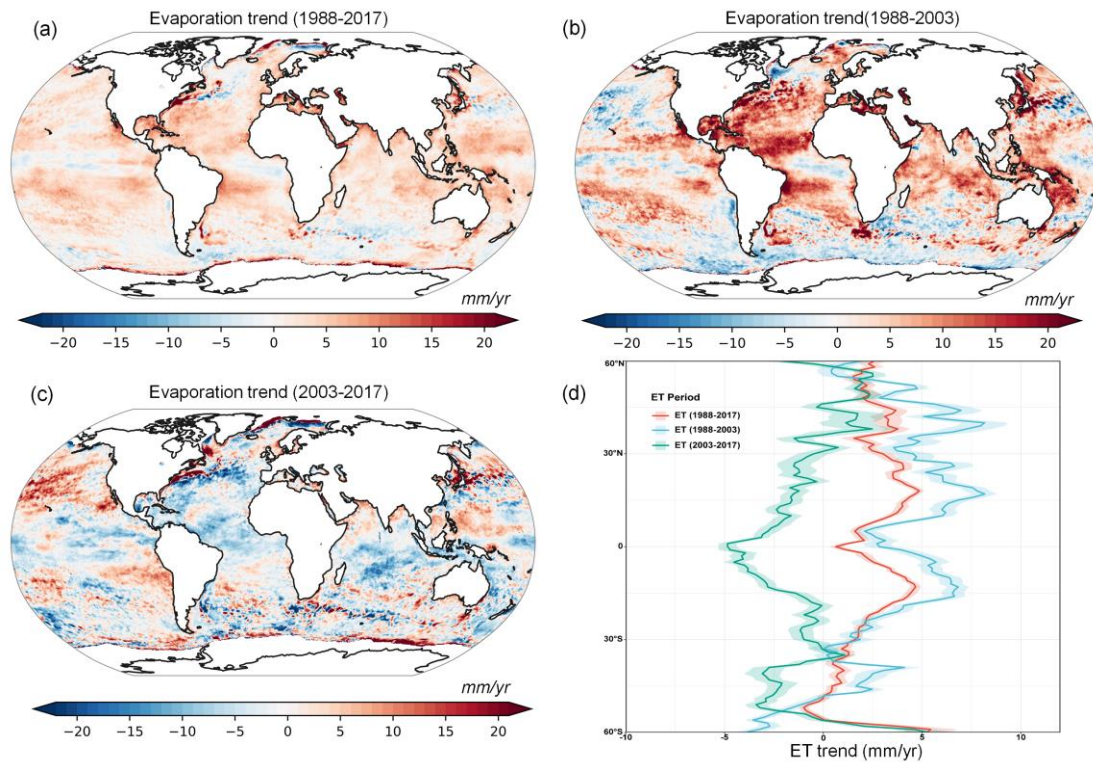 (a)
Evaporation trend (1988-2017)
mm/yr
−20 −15 −10 −5 0 5 10 15 20
(b)
Evaporation trend(1988-2003)
mm/yr
−20 −15 −10 −5 0 5 10 15 20
(c)
Evaporation trend (2003-2017)
mm/yr
−20 −15 −10 −5 0 5 10 15 20
(d)
60°N
30°N
0
30°S
60°S
ET Period
ET (1988-2017)
ET (1988-2003)
ET (2003-2017)
-10 -5 0 5 10
ET trend (mm/yr)